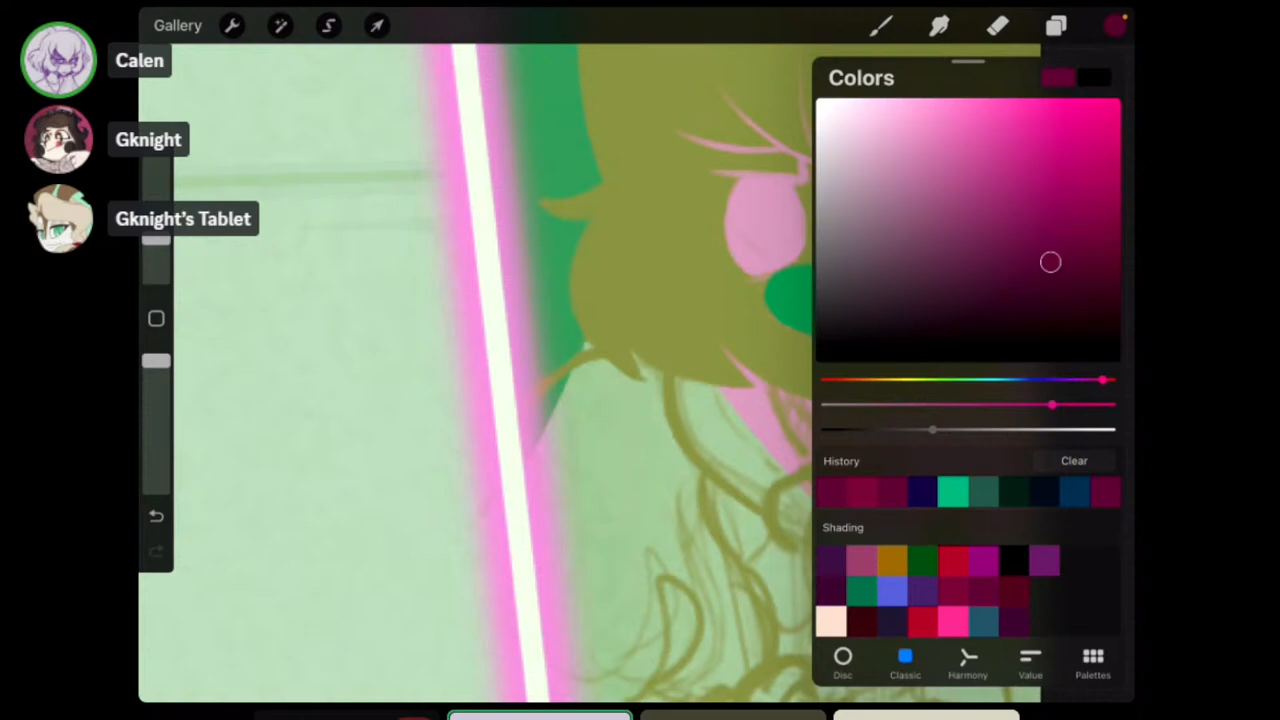 Gallery
Calen
Gknight
Gknight's Tablet
Colors
History
Clear
Shading
Disc
Classic
Harmony
Value
Palettes